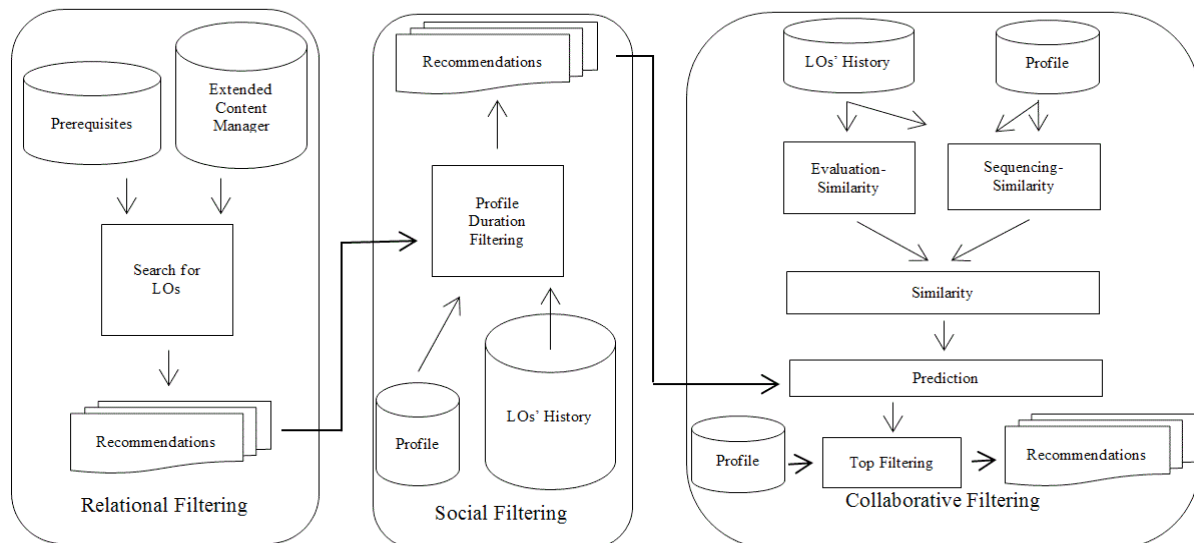 Prerequisites
Extended
Content
Manager
Search for
LOs
Recommendations
Relational Filtering
Recommendations
Profile
Duration
Filtering
Profile
LOs' History
Social Filtering
LOs' History
Profile
Evaluation-
Similarity
Sequencing-
Similarity
Similarity
Prediction
Profile
Top Filtering
Recommendations
Collaborative Filtering